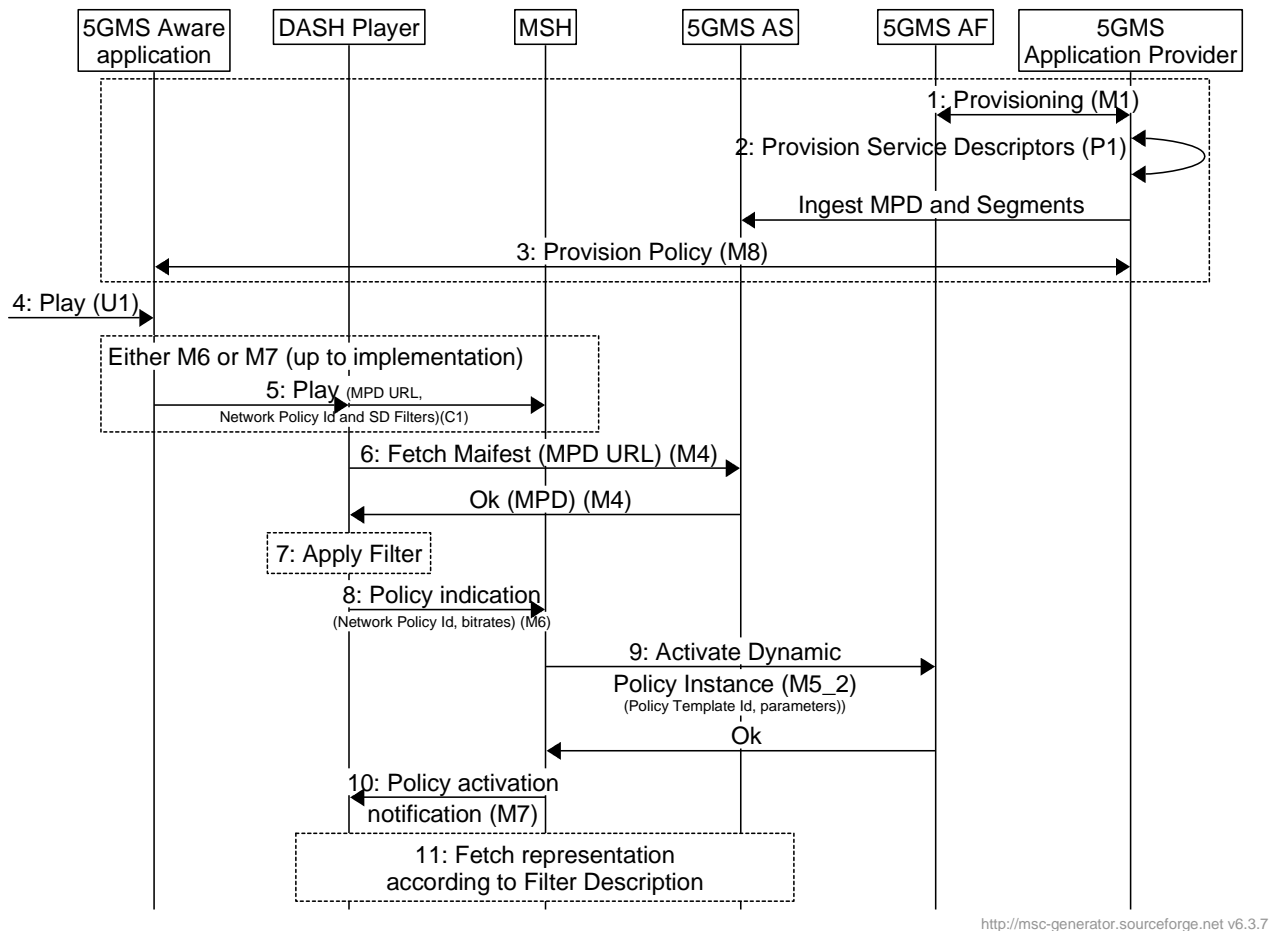 5GMS Aware
application
DASH Player
MSH
5GMS AS
5GMS AF
5GMS
Application Provider
1: Provisioning (M1)
2: Provision Service Descriptors (P1)
Ingest MPD and Segments
3: Provision Policy (M8)
4: Play (U1)
Either M6 or M7 (up to implementation)
5: Play (MPD URL,
Network Policy Id and SD Filters)(C1)
6: Fetch Maifest (MPD URL) (M4)
Ok (MPD) (M4)
7: Apply Filter
8: Policy indication
(Network Policy Id, bitrates) (M6)
9: Activate Dynamic
Policy Instance (M5_2)
(Policy Template Id, parameters))
Ok
10: Policy activation
notification (M7)
11: Fetch representation
according to Filter Description
http://msc-generator.sourceforge.net v6.3.7